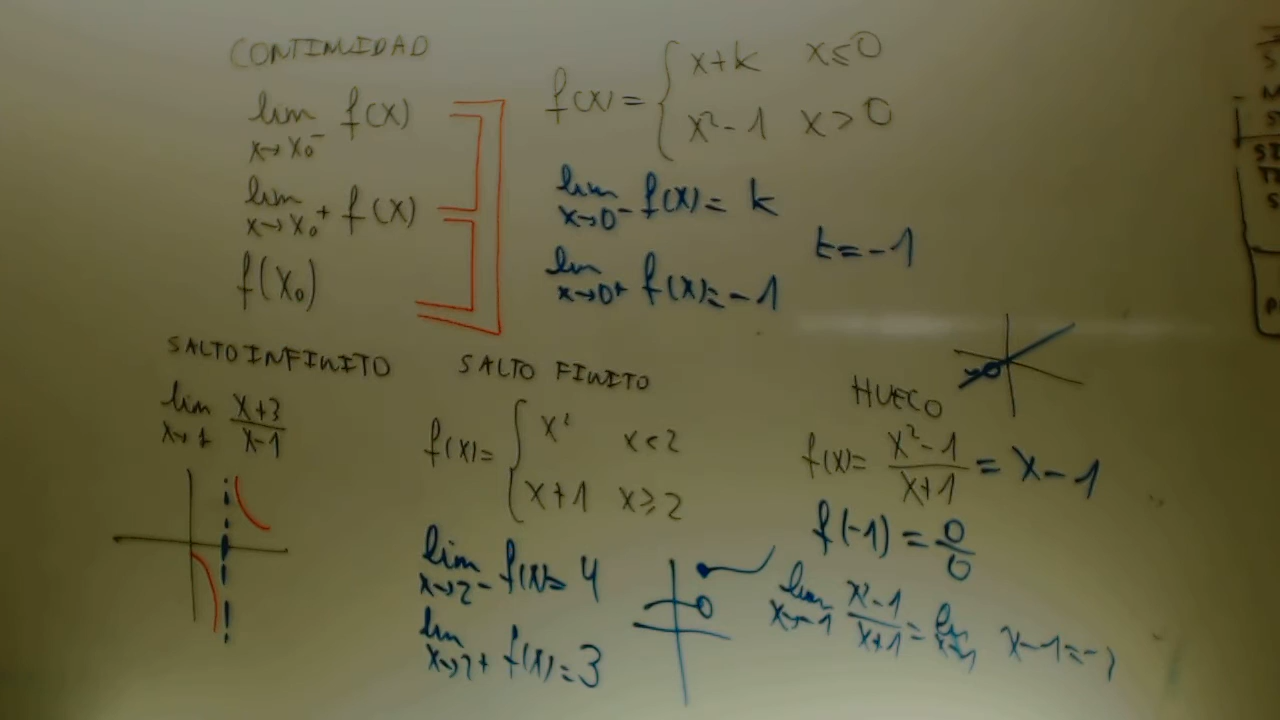 CONTINUIDAD
lim f(x)
x→x₀⁻
lim f(x)
x→x₀⁺
f(x₀)
f(x) = { x+k x≤0
x²-1 x>0
lim f(x) = k
x→0⁻
k = -1
lim f(x) = -1
x→0⁺
SALTO INFINITO
lim x+3/x-1
x→1
SALTO FINITO
f(x) = { x² x<2
x+1 x≥2
lim f(x) = 4
x→2⁻
lim f(x) = 3
x→2⁺
HUECO
f(x) = x²-1/x+1 = x-1
f(-1) = 0/0
lim x²-1/x+1 = lim x-1 =
x→-1